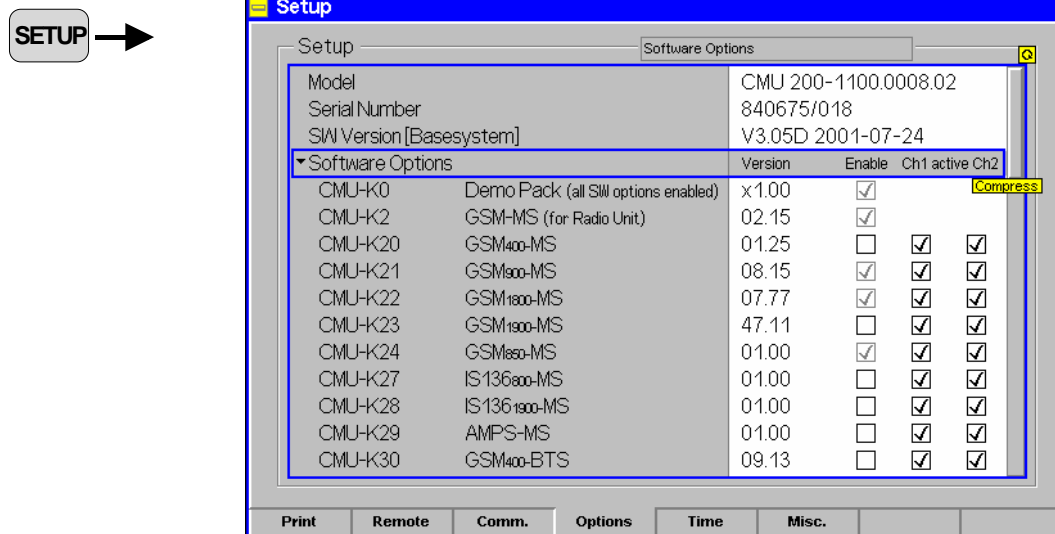 SETUP
Setup
Setup
Software Options
Model CMU 200-1100.0008.02
Serial Number 840675/018
S/W Version [Basesystem] V3.05D 2001-07-24
Software Options Version Enable Ch1 active Ch2
Compress
CMU-K0 Demo Pack (all S/W options enabled) x1.00
CMU-K2 GSM-MS (for Radio Unit) 02.15
CMU-K20 GSM400-MS 01.25
CMU-K21 GSM900-MS 08.15
CMU-K22 GSM1800-MS 07.77
CMU-K23 GSM1900-MS 47.11
CMU-K24 GSM850-MS 01.00
CMU-K27 IS136800-MS 01.00
CMU-K28 IS1361900-MS 01.00
CMU-K29 AMPS-MS 01.00
CMU-K30 GSM400-BTS 09.13
Print Remote Comm. Options Time Misc.